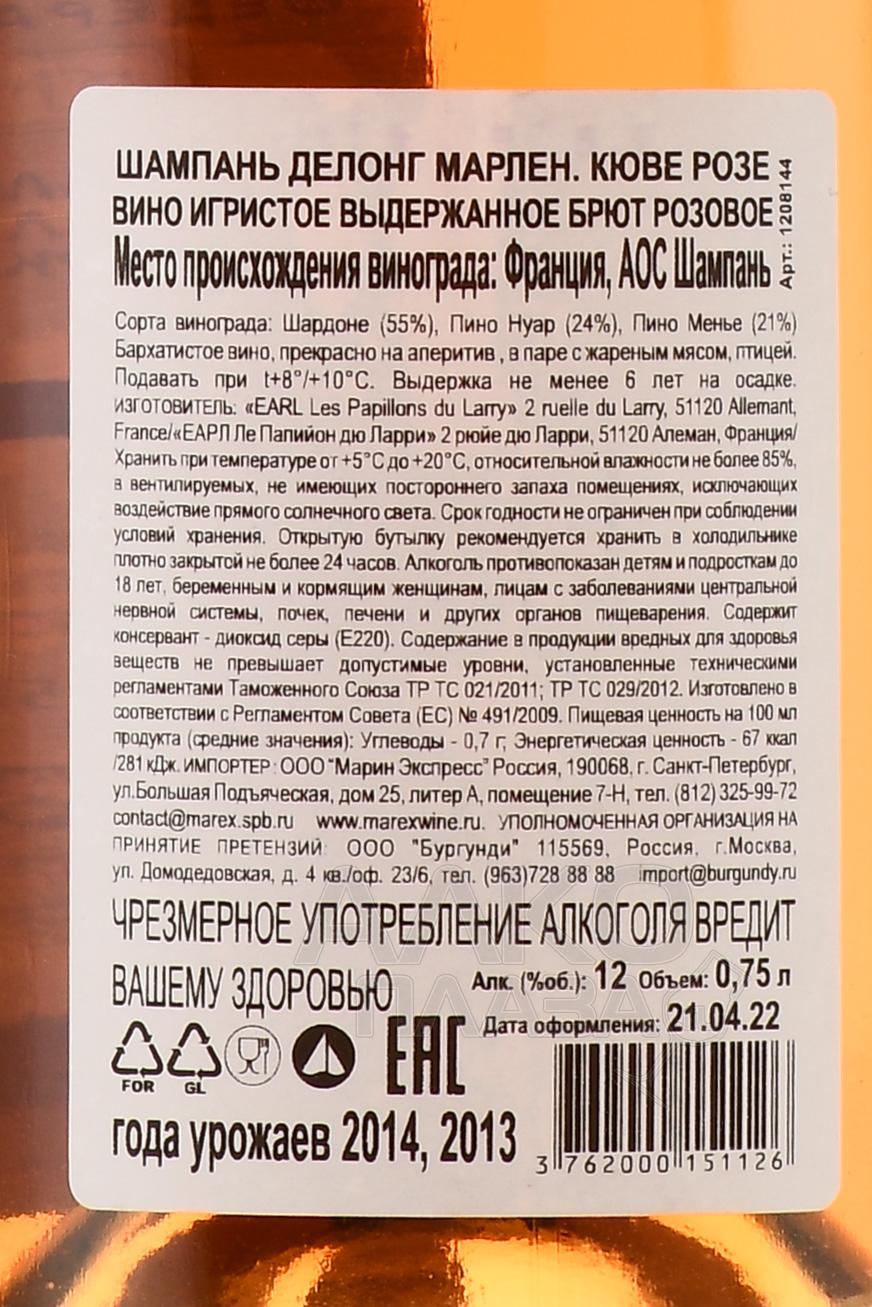 ШАМПАНЬ ДЕЛОНГ МАРЛЕН. КЮВЕ РОЗЕ
ВИНО ИГРИСТОЕ ВЫДЕРЖАННОЕ БРЮТ РОЗОВОЕ
Место происхождения винограда: Франция, АОС Шампань
Арт.: 1208144
Сорта винограда: Шардоне (55%), Пино Нуар (24%), Пино Менье (21%)
Бархатистое вино, прекрасно на аперитив , в паре с жареным мясом, птицей.
Подавать при t+8°/+10°С. Выдержка не менее 6 лет на осадке.
ИЗГОТОВИТЕЛЬ: «EARL Les Papillons du Larry» 2 ruelle du Larry, 51120 Allemant,
France/«ЕАРЛ Ле Папийон дю Ларри» 2 рюйе дю Ларри, 51120 Алеман, Франция/
Хранить при температуре от +5°С до +20°С, относительной влажности не более 85%,
в вентилируемых, не имеющих постороннего запаха помещениях, исключающих
воздействие прямого солнечного света. Срок годности не ограничен при соблюдении
условий хранения. Открытую бутылку рекомендуется хранить в холодильнике
плотно закрытой не более 24 часов. Алкоголь противопоказан детям и подросткам до
18 лет, беременным и кормящим женщинам, лицам с заболеваниями центральной
нервной системы, почек, печени и других органов пищеварения. Содержит
консервант - диоксид серы (Е220). Содержание в продукции вредных для здоровья
веществ не превышает допустимые уровни, установленные техническими
регламентами Таможенного Союза ТР ТС 021/2011; ТР ТС 029/2012. Изготовлено в
соответствии с Регламентом Совета (ЕС) № 491/2009. Пищевая ценность на 100 мл
продукта (средние значения): Углеводы - 0,7 г; Энергетическая ценность - 67 ккал
/281 кДж. ИМПОРТЕР: ООО "Марин Экспресс" Россия, 190068, г. Санкт-Петербург,
ул.Большая Подъяческая, дом 25, литер А, помещение 7-Н, тел. (812) 325-99-72
contact@marex.spb.ru www.marexwine.ru. УПОЛНОМОЧЕННАЯ ОРГАНИЗАЦИЯ НА
ПРИНЯТИЕ ПРЕТЕНЗИЙ: ООО "Бургунди" 115569, Россия, г.Москва,
ул. Домодедовская, д. 4 кв./оф. 23/6, тел. (963)728 88 88 import@burgundy.ru
ЧРЕЗМЕРНОЕ УПОТРЕБЛЕНИЕ АЛКОГОЛЯ ВРЕДИТ
ВАШЕМУ ЗДОРОВЬЮ
Алк. (%об.): 12 Объем: 0,75 л
Дата оформления: 21.04.22
FOR GL EAC
года урожаев 2014, 2013
3 762000 151126
АЛКО
ПЛАЗА